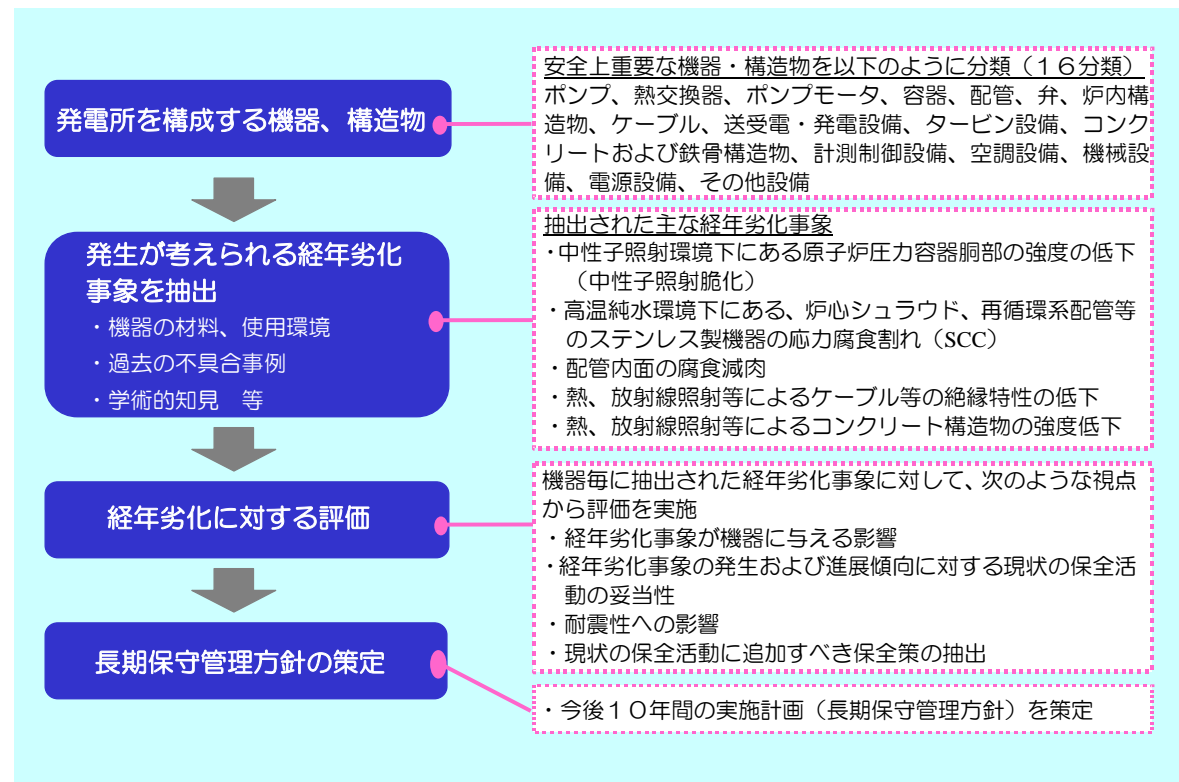 発電所を構成する機器、構造物
安全上重要な機器・構造物を以下のように分類（１６分類）
ポンプ、熱交換器、ポンプモータ、容器、配管、弁、炉内構
造物、ケーブル、送受電・発電設備、タービン設備、コンク
リートおよび鉄骨構造物、計測制御設備、空調設備、機械設
備、電源設備、その他設備
発生が考えられる経年劣化
事象を抽出
・機器の材料、使用環境
・過去の不具合事例
・学術的知見　等
抽出された主な経年劣化事象
・中性子照射環境下にある原子炉圧力容器胴部の強度の低下
（中性子照射脆化）
・高温純水環境下にある、炉心シュラウド、再循環系配管等
のステンレス製機器の応力腐食割れ（SCC）
・配管内面の腐食減肉
・熱、放射線照射等によるケーブル等の絶縁特性の低下
・熱、放射線照射等によるコンクリート構造物の強度低下
経年劣化に対する評価
機器毎に抽出された経年劣化事象に対して、次のような視点
から評価を実施
・経年劣化事象が機器に与える影響
・経年劣化事象の発生および進展傾向に対する現状の保全活
動の妥当性
・耐震性への影響
・現状の保全活動に追加すべき保全策の抽出
長期保守管理方針の策定
・今後１０年間の実施計画（長期保守管理方針）を策定